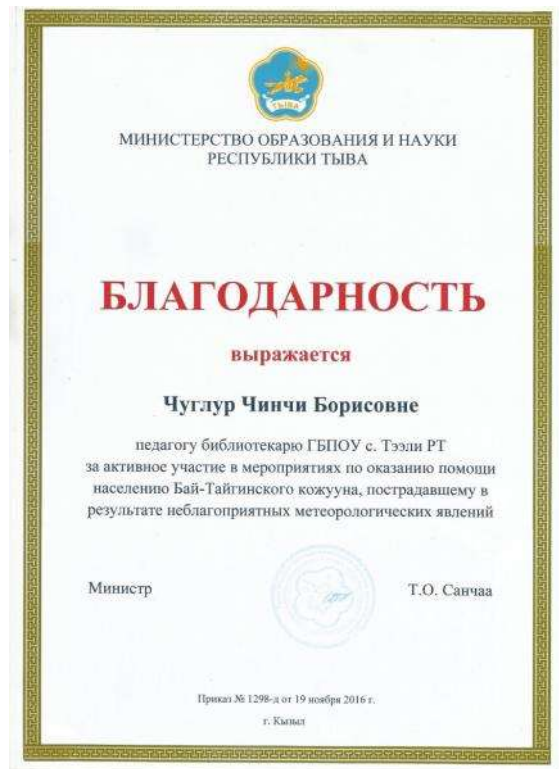 ТЫВА
МИНИСТЕРСТВО ОБРАЗОВАНИЯ И НАУКИ
РЕСПУБЛИКИ ТЫВА
БЛАГОДАРНОСТЬ
выражается
Чуглур Чинчи Борисовне
педагогу библиотекарю ГБПОУ с. Тээли РТ
за активное участие в мероприятиях по оказанию помощи
населению Бай-Тайгинского кожууна, пострадавшему в
результате неблагоприятных метеорологических явлений
Министр
Т.О. Санчаа
Приказ № 1298-д от 19 ноября 2016 г.
г. Кызыл